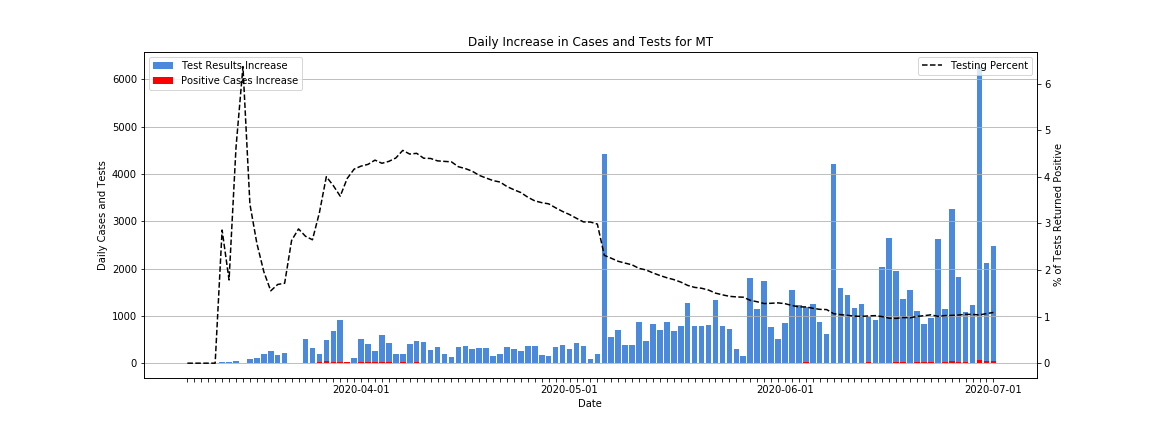 Daily Increase in Cases and Tests for MT
Test Results Increase
Positive Cases Increase
Testing Percent
6000
5000
4000
3000
2000
1000
0
Daily Cases and Tests
6
5
4
3
2
1
0
% of Tests Returned Positive
2020-04-01 2020-05-01 2020-06-01 2020-07-01
Date